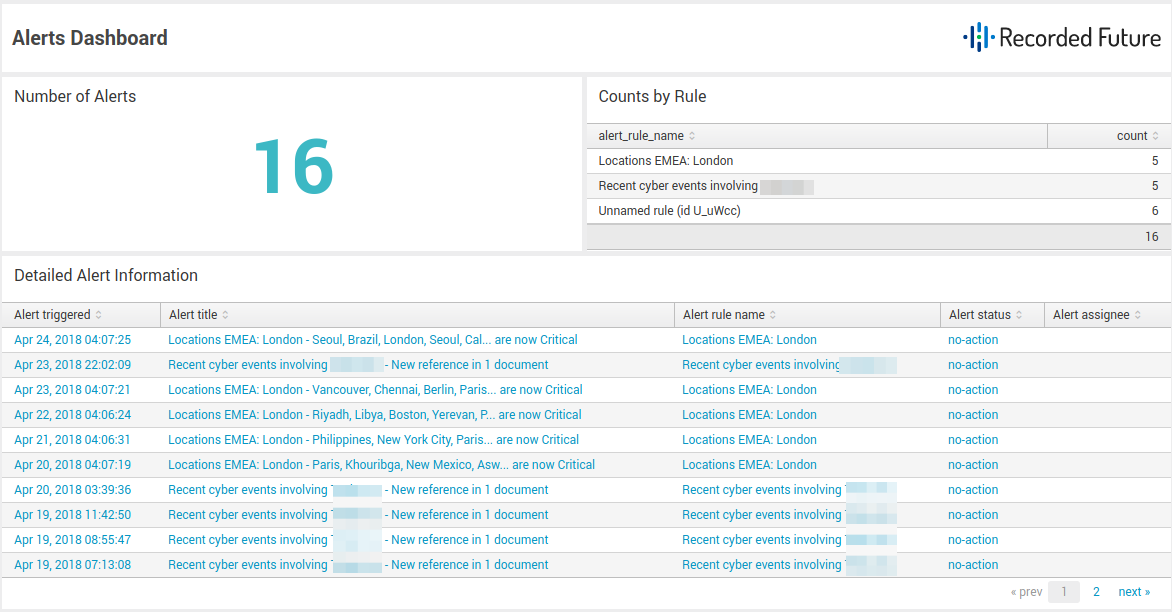 Alerts Dashboard
Recorded Future
Number of Alerts
16
Counts by Rule
alert_rule_name count
Locations EMEA: London 5
Recent cyber events involving 5
Unnamed rule (id U_uWcc) 6
16
Detailed Alert Information
Alert triggered Alert title Alert rule name Alert status Alert assignee
Apr 24, 2018 04:07:25 Locations EMEA: London - Seoul, Brazil, London, Seoul, Cal... are now Critical Locations EMEA: London no-action
Apr 23, 2018 22:02:09 Recent cyber events involving - New reference in 1 document Recent cyber events involving no-action
Apr 23, 2018 04:07:21 Locations EMEA: London - Vancouver, Chennai, Berlin, Paris... are now Critical Locations EMEA: London no-action
Apr 22, 2018 04:06:24 Locations EMEA: London - Riyadh, Libya, Boston, Yerevan, P... are now Critical Locations EMEA: London no-action
Apr 21, 2018 04:06:31 Locations EMEA: London - Philippines, New York City, Paris... are now Critical Locations EMEA: London no-action
Apr 20, 2018 04:07:19 Locations EMEA: London - Paris, Khouribga, New Mexico, Asw... are now Critical Locations EMEA: London no-action
Apr 20, 2018 03:39:36 Recent cyber events involving - New reference in 1 document Recent cyber events involving no-action
Apr 19, 2018 11:42:50 Recent cyber events involving - New reference in 1 document Recent cyber events involving no-action
Apr 19, 2018 08:55:47 Recent cyber events involving - New reference in 1 document Recent cyber events involving no-action
Apr 19, 2018 07:13:08 Recent cyber events involving - New reference in 1 document Recent cyber events involving no-action
« prev 1 2 next »